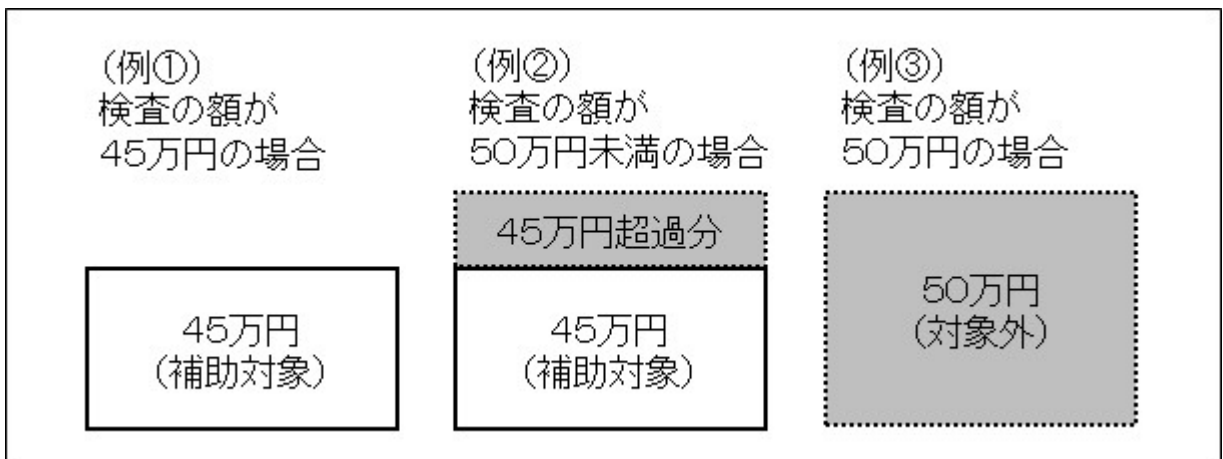 (例①)
検査の額が
45万円の場合
45万円
(補助対象)
(例②)
検査の額が
50万円未満の場合
45万円超過分
45万円
(補助対象)
(例③)
検査の額が
50万円の場合
50万円
(対象外)